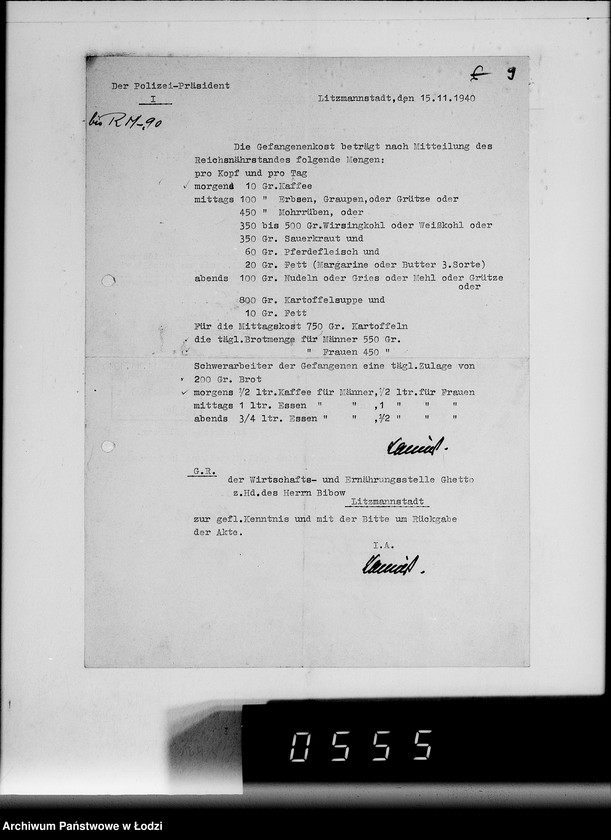 9
Der Polizei-Präsident
I
Litzmannstadt,den 15.11.1940
bis RM -,90
Die Gefangenenkost beträgt nach Mitteilung des
Reichsnährstandes folgende Mengen:
pro Kopf und pro Tag
morgens 10 Gr.Kaffee
mittags 100 " Erbsen, Graupen,oder Grütze oder
450 " Mohrrüben, oder
350 bis 500 Gr.Wirsingkohl oder Weißkohl oder
350 Gr. Sauerkraut und
60 Gr. Pferdefleisch und
20 Gr. Fett (Margarine oder Butter 3.Sorte)
abends 100 Gr. Nudeln oder Gries oder Mehl oder Grütze
oder
800 Gr. Kartoffelsuppe und
10 Gr. Fett
Für die Mittagskost 750 Gr. Kartoffeln
die tägl.Brotmenge für Männer 550 Gr.
" Frauen 450 "
Schwerarbeiter der Gefangenen eine tägl.Zulage von
200 Gr. Brot
morgens 1/2 ltr.Kaffee für Männer,1/2 ltr.für Frauen
mittags 1 ltr. Essen " " ,1 " " "
abends 3/4 ltr. Essen " " ,1/2 " " "
G.R.
der Wirtschafts- und Ernährungsstelle Ghetto
z.Hd.des Herrn Bibow
Litzmannstadt
zur gefl.Kenntnis und mit der Bitte um Rückgabe
der Akte.
I.A.
0555
Archiwum Państwowe w Łodzi